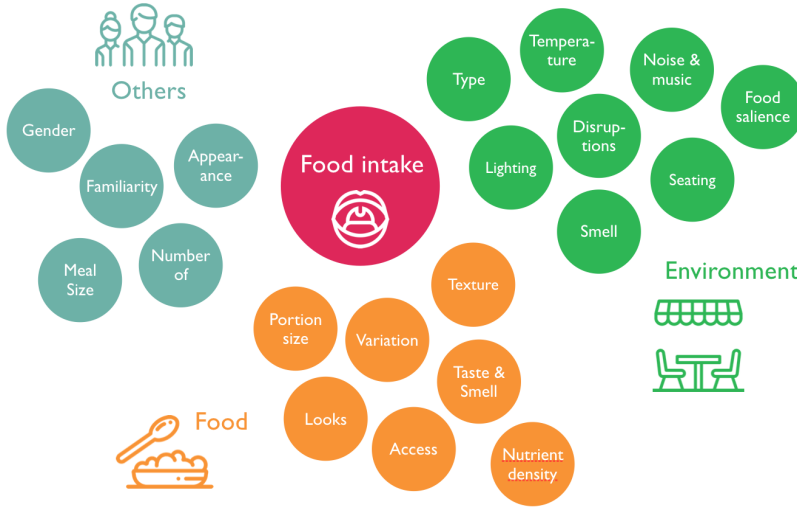 Others
Gender
Familiarity
Appear-
ance
Meal
Size
Number
of
Food intake
Type
Tempera-
ture
Noise &
music
Food
salience
Disrup-
tions
Lighting
Seating
Smell
Environment
Texture
Portion
size
Variation
Taste &
Smell
Looks
Access
Nutrient
density
Food